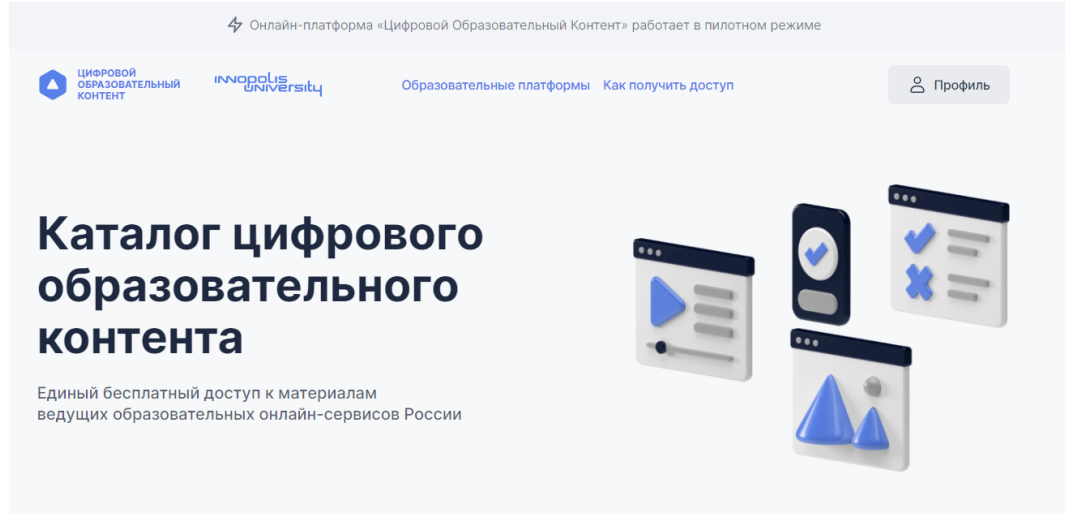 Онлайн-платформа «Цифровой Образовательный Контент» работает в пилотном режиме
ЦИФРОВОЙ
ОБРАЗОВАТЕЛЬНЫЙ
КОНТЕНТ
INNOPOLIS
UNIVERSITY
Образовательные платформы Как получить доступ
Профиль
Каталог цифрового
образовательного
контента
Единый бесплатный доступ к материалам
ведущих образовательных онлайн-сервисов России